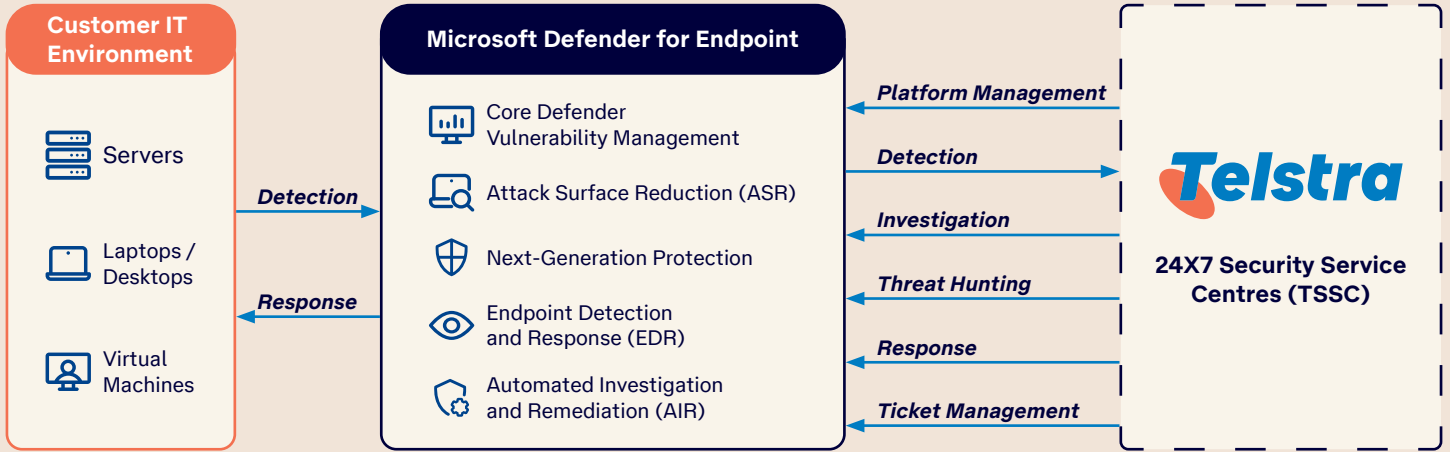 Customer IT
Environment
Servers
Laptops /
Desktops
Virtual
Machines
Detection
Response
Microsoft Defender for Endpoint
Core Defender
Vulnerability Management
Attack Surface Reduction (ASR)
Next-Generation Protection
Endpoint Detection
and Response (EDR)
Automated Investigation
and Remediation (AIR)
Platform Management
Detection
Investigation
Threat Hunting
Response
Ticket Management
Telstra
24X7 Security Service
Centres (TSSC)